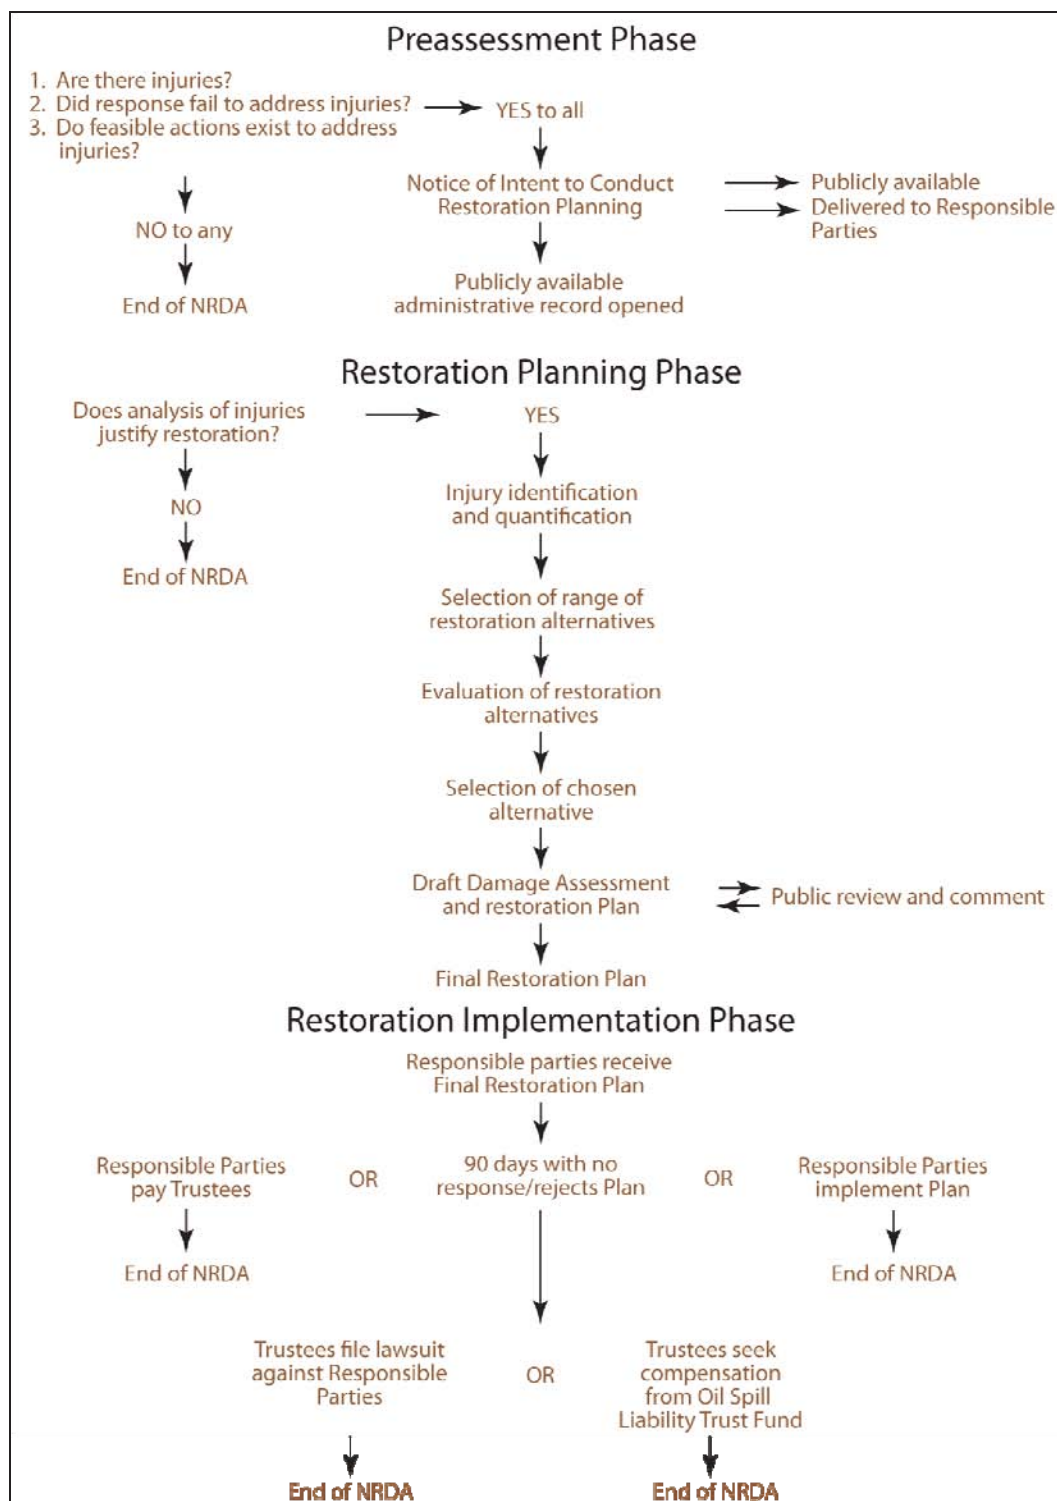 Preassessment Phase
1. Are there injuries?
2. Did response fail to address injuries?
3. Do feasible actions exist to address
injuries?
YES to all
NO to any
End of NRDA
Notice of Intent to Conduct
Restoration Planning
Publicly available
Delivered to Responsible
Parties
Publicly available
administrative record opened
Restoration Planning Phase
Does analysis of injuries
justify restoration?
YES
NO
End of NRDA
Injury identification
and quantification
Selection of range of
restoration alternatives
Evaluation of restoration
alternatives
Selection of chosen
alternative
Draft Damage Assessment
and restoration Plan
Public review and comment
Final Restoration Plan
Restoration Implementation Phase
Responsible parties receive
Final Restoration Plan
Responsible Parties
pay Trustees
OR
90 days with no
response/rejects Plan
OR
Responsible Parties
implement Plan
End of NRDA
End of NRDA
Trustees file lawsuit
against Responsible
Parties
OR
Trustees seek
compensation
from Oil Spill
Liability Trust Fund
End of NRDA
End of NRDA